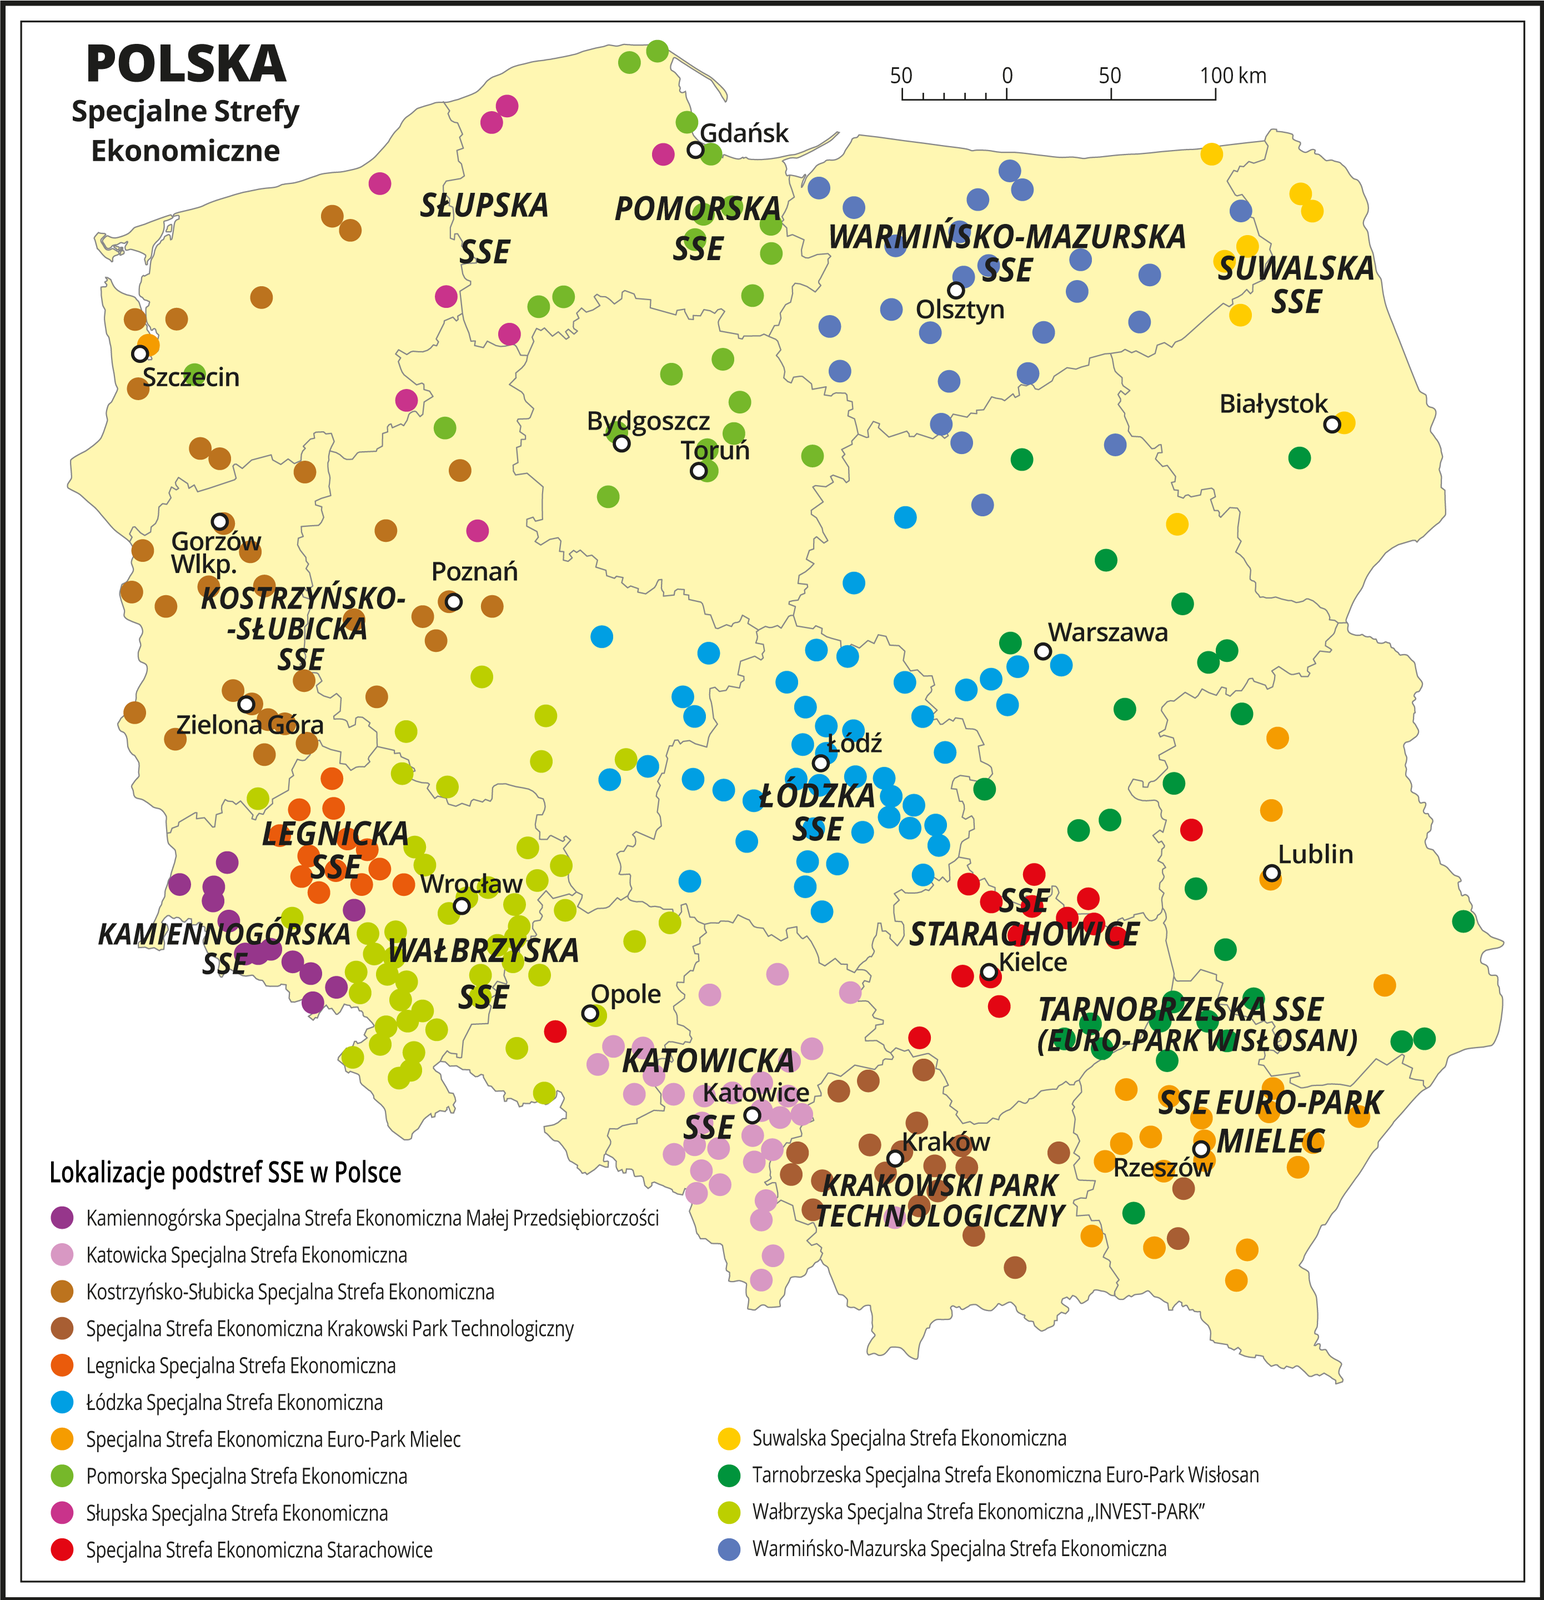 POLSKA
Specjalne Strefy
Ekonomiczne
50 0 50 100 km
Gdańsk
SŁUPSKA
SSE
POMORSKA
SSE
WARMIŃSKO-MAZURSKA
SSE
Olsztyn
SUWALSKA
SSE
Szczecin
Białystok
Bydgoszcz
Toruń
Gorzów
Wlkp.
Poznań
KOSTRZYŃSKO-
-SŁUBICKA
SSE
Warszawa
Zielona Góra
Łódź
ŁÓDZKA
SSE
LEGNICKA
SSE
Wrocław
Lublin
KAMIENNOGÓRSKA
SSE
WAŁBRZYSKA
SSE
SSE
STARACHOWICE
Kielce
Opole
TARNOBRZESKA SSE
(EURO-PARK WISŁOSAN)
KATOWICKA
Katowice
SSE
SSE EURO-PARK
MIELEC
Kraków
Rzeszów
KRAKOWSKI PARK
TECHNOLOGICZNY
Lokalizacje podstref SSE w Polsce
Kamiennogórska Specjalna Strefa Ekonomiczna Małej Przedsiębiorczości
Katowicka Specjalna Strefa Ekonomiczna
Kostrzyńsko-Słubicka Specjalna Strefa Ekonomiczna
Specjalna Strefa Ekonomiczna Krakowski Park Technologiczny
Legnicka Specjalna Strefa Ekonomiczna
Łódzka Specjalna Strefa Ekonomiczna
Specjalna Strefa Ekonomiczna Euro-Park Mielec
Pomorska Specjalna Strefa Ekonomiczna
Słupska Specjalna Strefa Ekonomiczna
Specjalna Strefa Ekonomiczna Starachowice
Suwalska Specjalna Strefa Ekonomiczna
Tarnobrzeska Specjalna Strefa Ekonomiczna Euro-Park Wisłosan
Wałbrzyska Specjalna Strefa Ekonomiczna „INVEST-PARK”
Warmińsko-Mazurska Specjalna Strefa Ekonomiczna